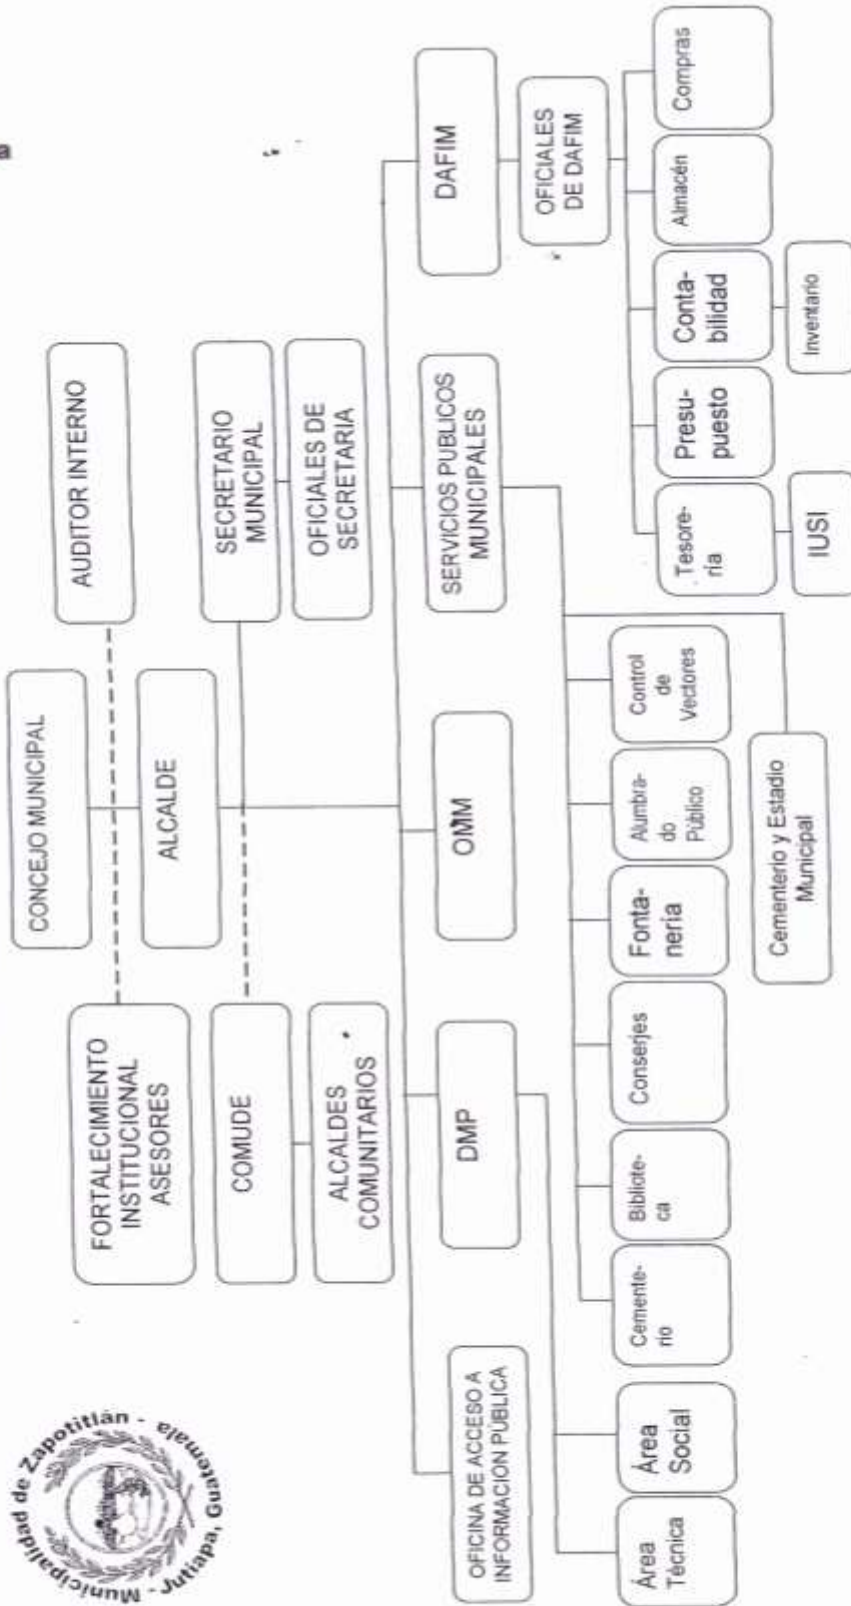 - Municipalidad de Zapotitlán -
Jutiapa, Guatemala
CONCEJO MUNICIPAL
FORTALECIMIENTO
INSTITUCIONAL
ASESORES
AUDITOR INTERNO
ALCALDE
COMUDE
SECRETARIO
MUNICIPAL
ALCALDES
COMUNITARIOS
OFICIALES DE
SECRETARIA
OFICINA DE ACCESO A
INFORMACION PÚBLICA
DMP
OMM
SERVICIOS PUBLICOS
MUNICIPALES
DAFIM
OFICIALES
DE DAFIM
Área
Técnica
Área
Social
Cemente-
rio
Bibliote-
ca
Conserjes
Fonta-
nería
Alumbra-
do
Público
Control
de
Vectores
Tesore-
ría
Presu-
puesto
Conta-
bilidad
Almacén
Compras
Cementerio y Estadio
Municipal
IUSI
Inventario